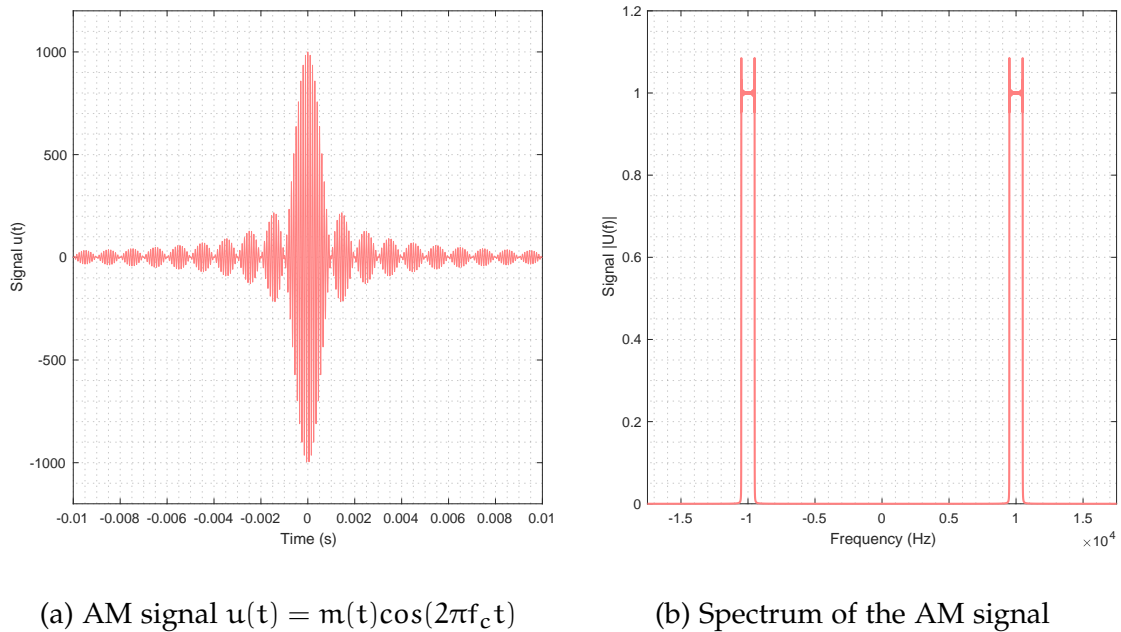 1000
500
0
-500
-1000
Signal u(t)
-0.01 -0.008 -0.006 -0.004 -0.002 0 0.002 0.004 0.006 0.008 0.01
Time (s)
1.2
1
0.8
0.6
0.4
0.2
0
Signal |U(f)|
-1.5 -1 -0.5 0 0.5 1 1.5
×10⁴
Frequency (Hz)
(a) AM signal u(t) = m(t)cos(2πf_ct)
(b) Spectrum of the AM signal